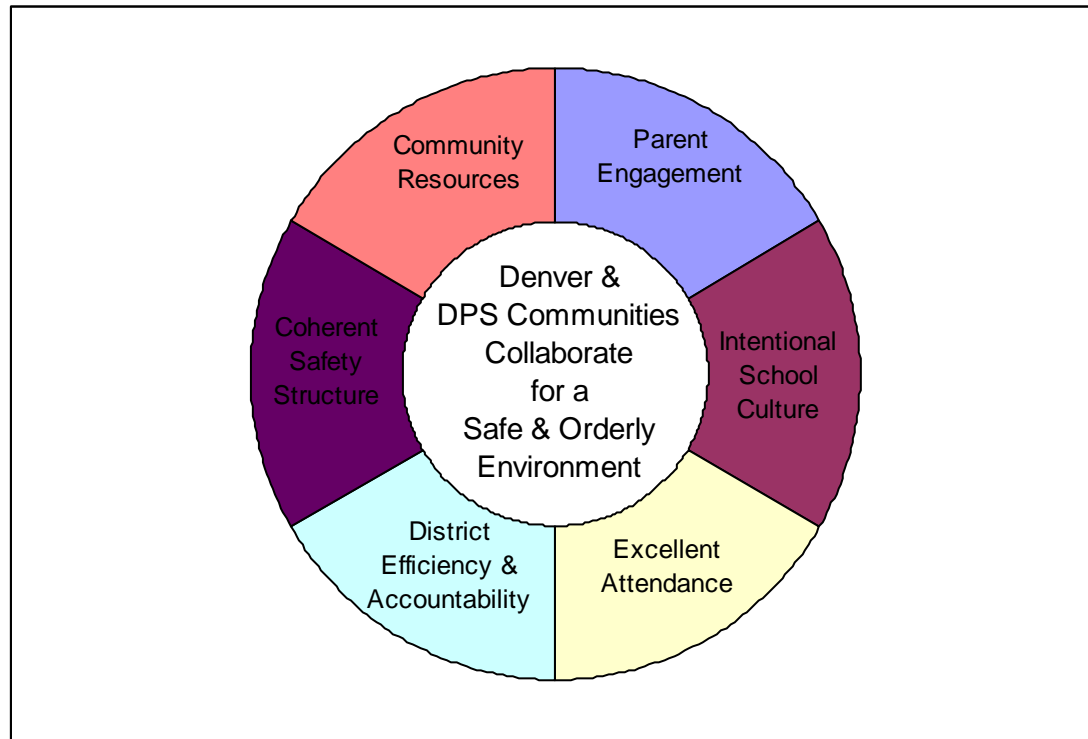 Community
Resources
Parent
Engagement
Coherent
Safety
Structure
Denver &
DPS Communities
Collaborate
for a
Safe & Orderly
Environment
Intentional
School
Culture
District
Efficiency &
Accountability
Excellent
Attendance